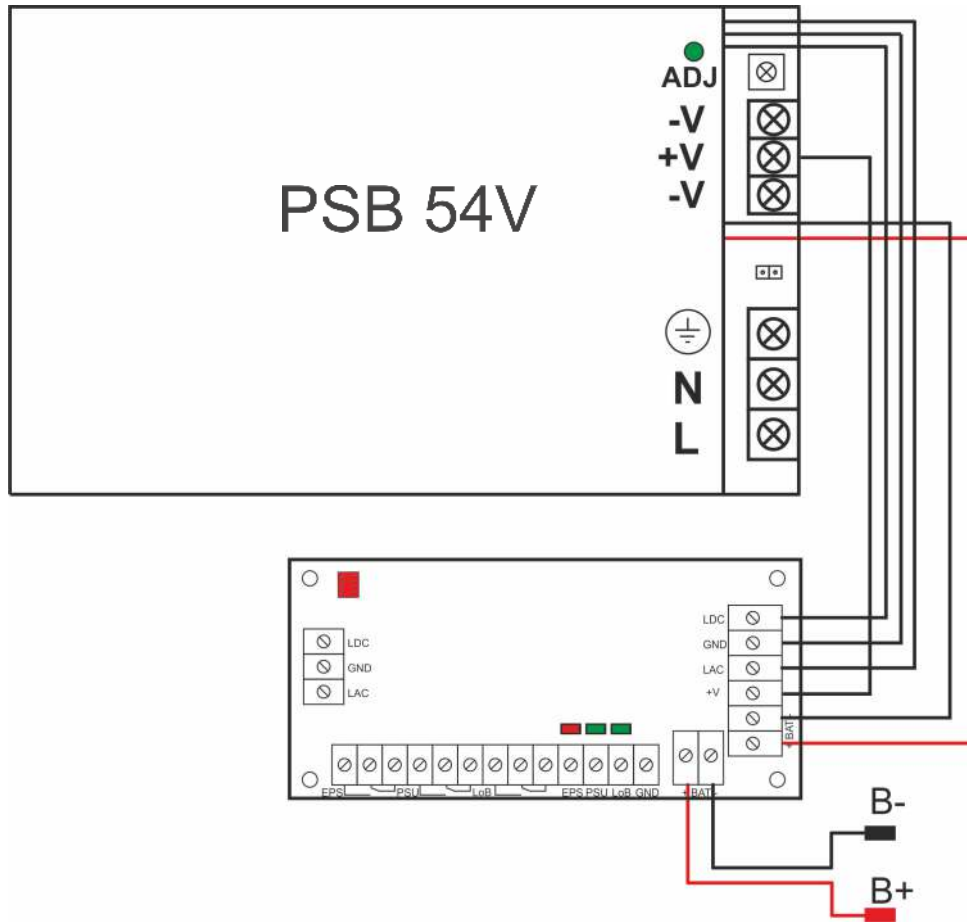 ADJ
-V
+V
-V
PSB 54V
N
L
LDC
GND
LAC
+V
+ BAT -
LDC
GND
LAC
EPS PSU LoB EPS PSU LoB GND + BAT -
B-
B+